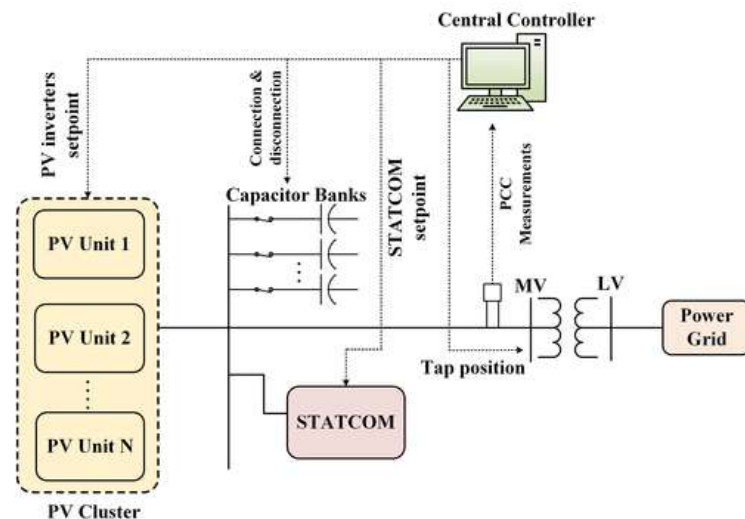 Central Controller
PV inverters
setpoint
Connection &
disconnection
Capacitor Banks
STATCOM
setpoint
PCC
Measurements
PV Unit 1
PV Unit 2
PV Unit N
PV Cluster
STATCOM
MV
LV
Tap position
Power
Grid